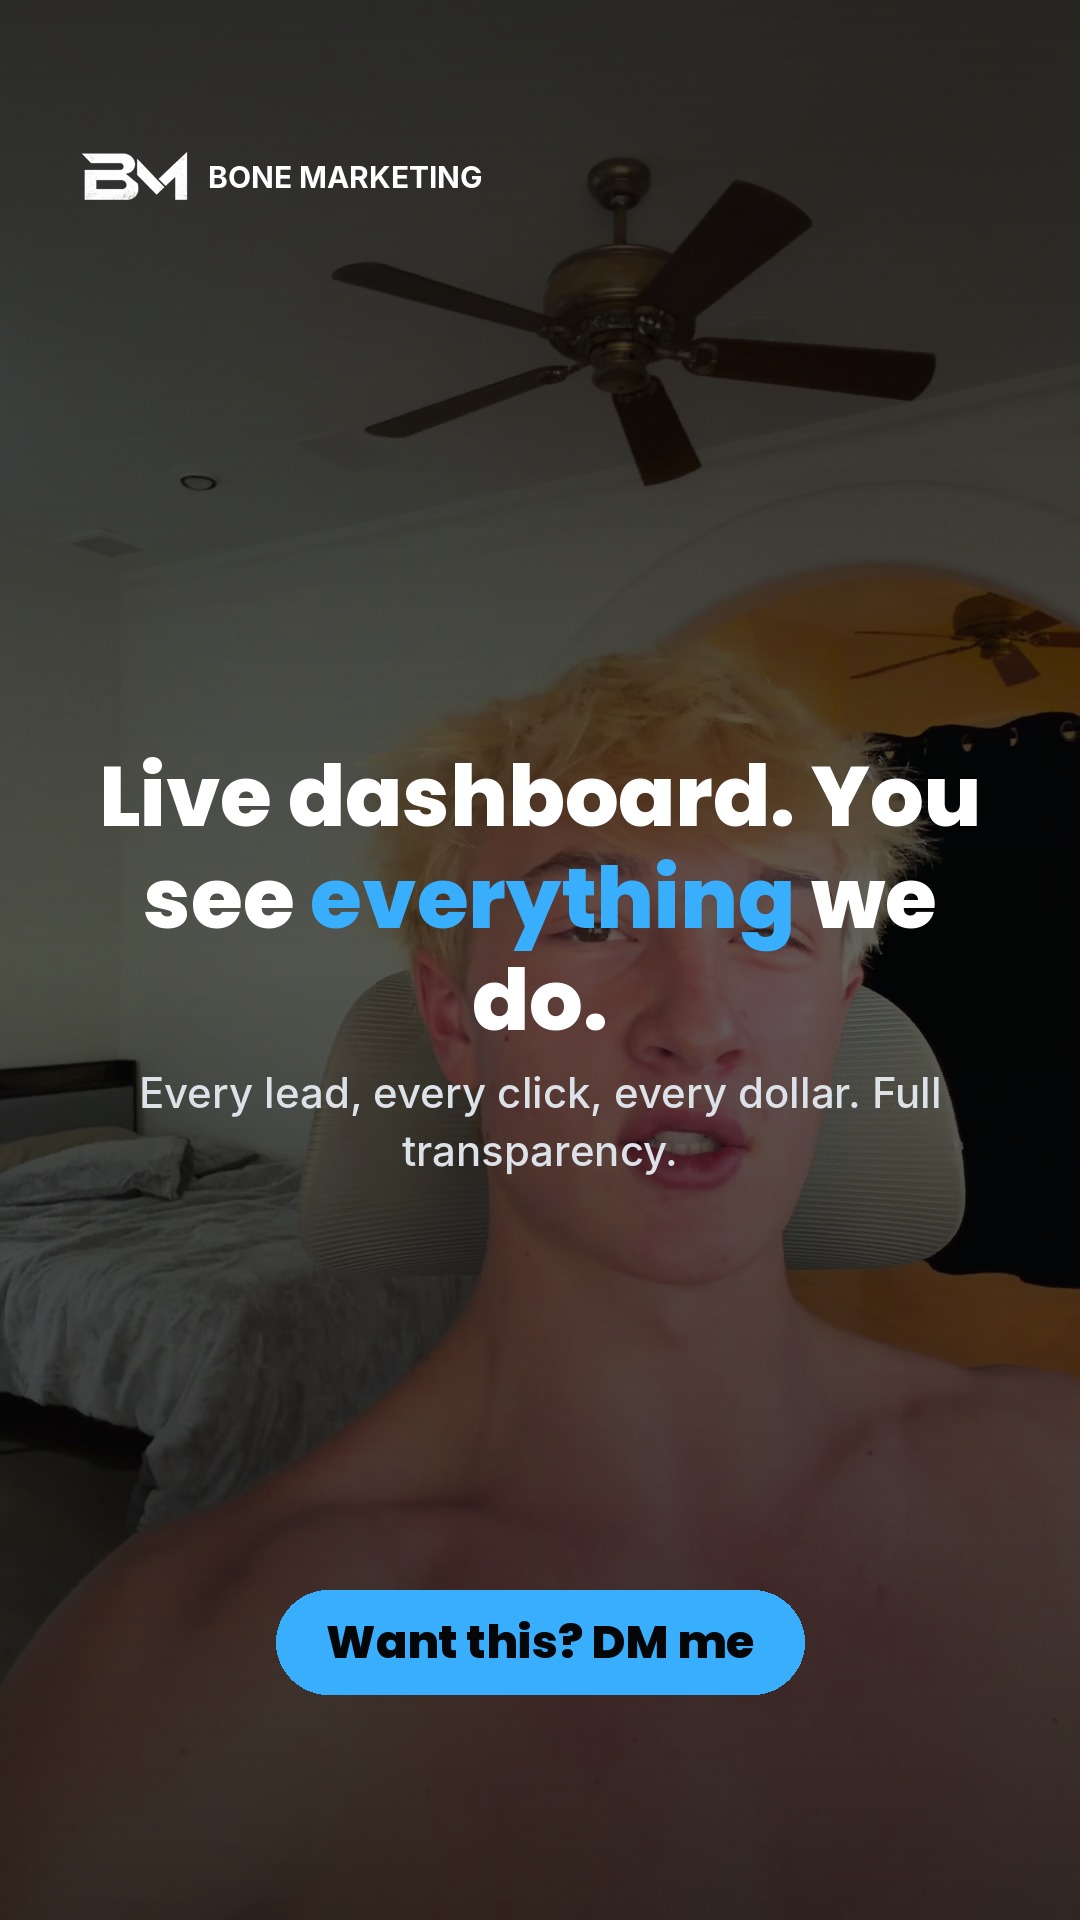 BM BONE MARKETING
Live dashboard. You
see everything we
do.
Every lead, every click, every dollar. Full
transparency.
Want this? DM me